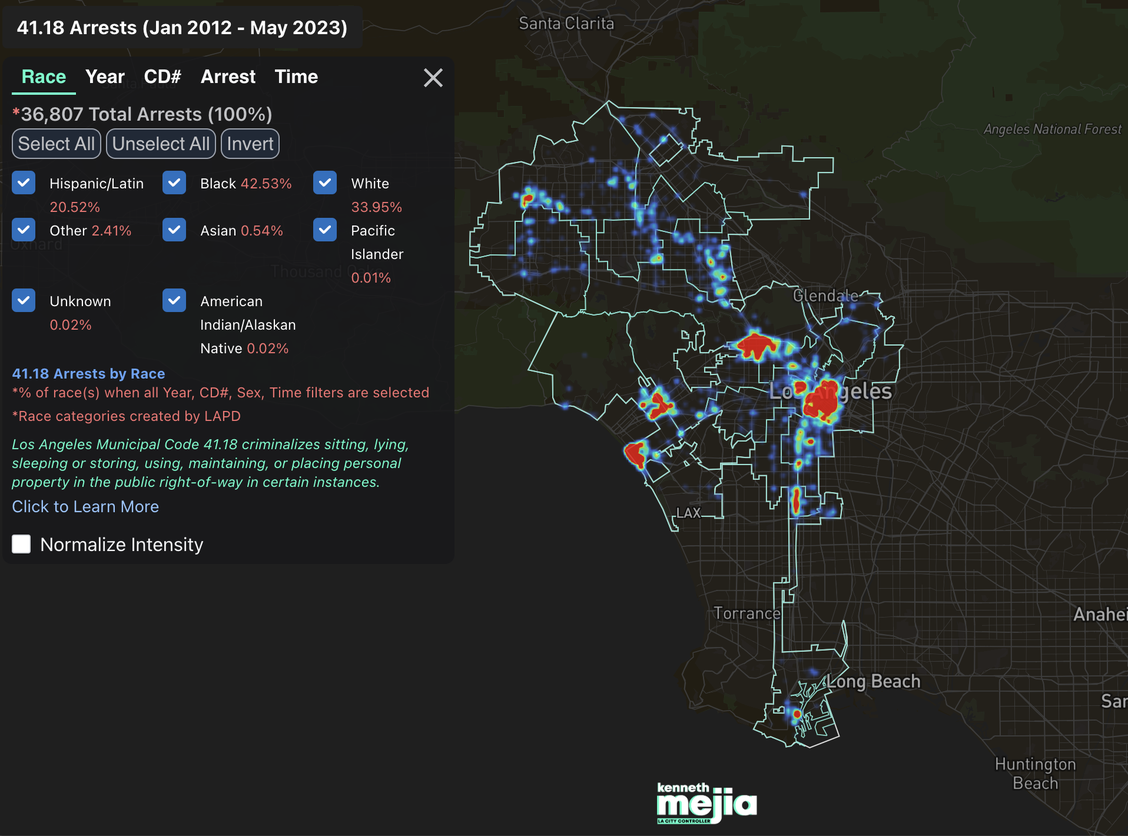 41.18 Arrests (Jan 2012 - May 2023)
Race Year CD# Arrest Time
*36,807 Total Arrests (100%)
Select All Unselect All Invert
Hispanic/Latin 20.52%
Black 42.53%
White 33.95%
Other 2.41%
Asian 0.54%
Pacific Islander 0.01%
Unknown 0.02%
American Indian/Alaskan Native 0.02%
41.18 Arrests by Race
*% of race(s) when all Year, CD#, Sex, Time filters are selected
*Race categories created by LAPD
Los Angeles Municipal Code 41.18 criminalizes sitting, lying,
sleeping or storing, using, maintaining, or placing personal
property in the public right-of-way in certain instances.
Click to Learn More
Normalize Intensity
Santa Clarita
Angeles National Forest
Thousand
Glendale
Los Angeles
LAX
Torrance
Anahei
Long Beach
San
Huntington
Beach
kenneth
mejia
LA CITY CONTROLLER